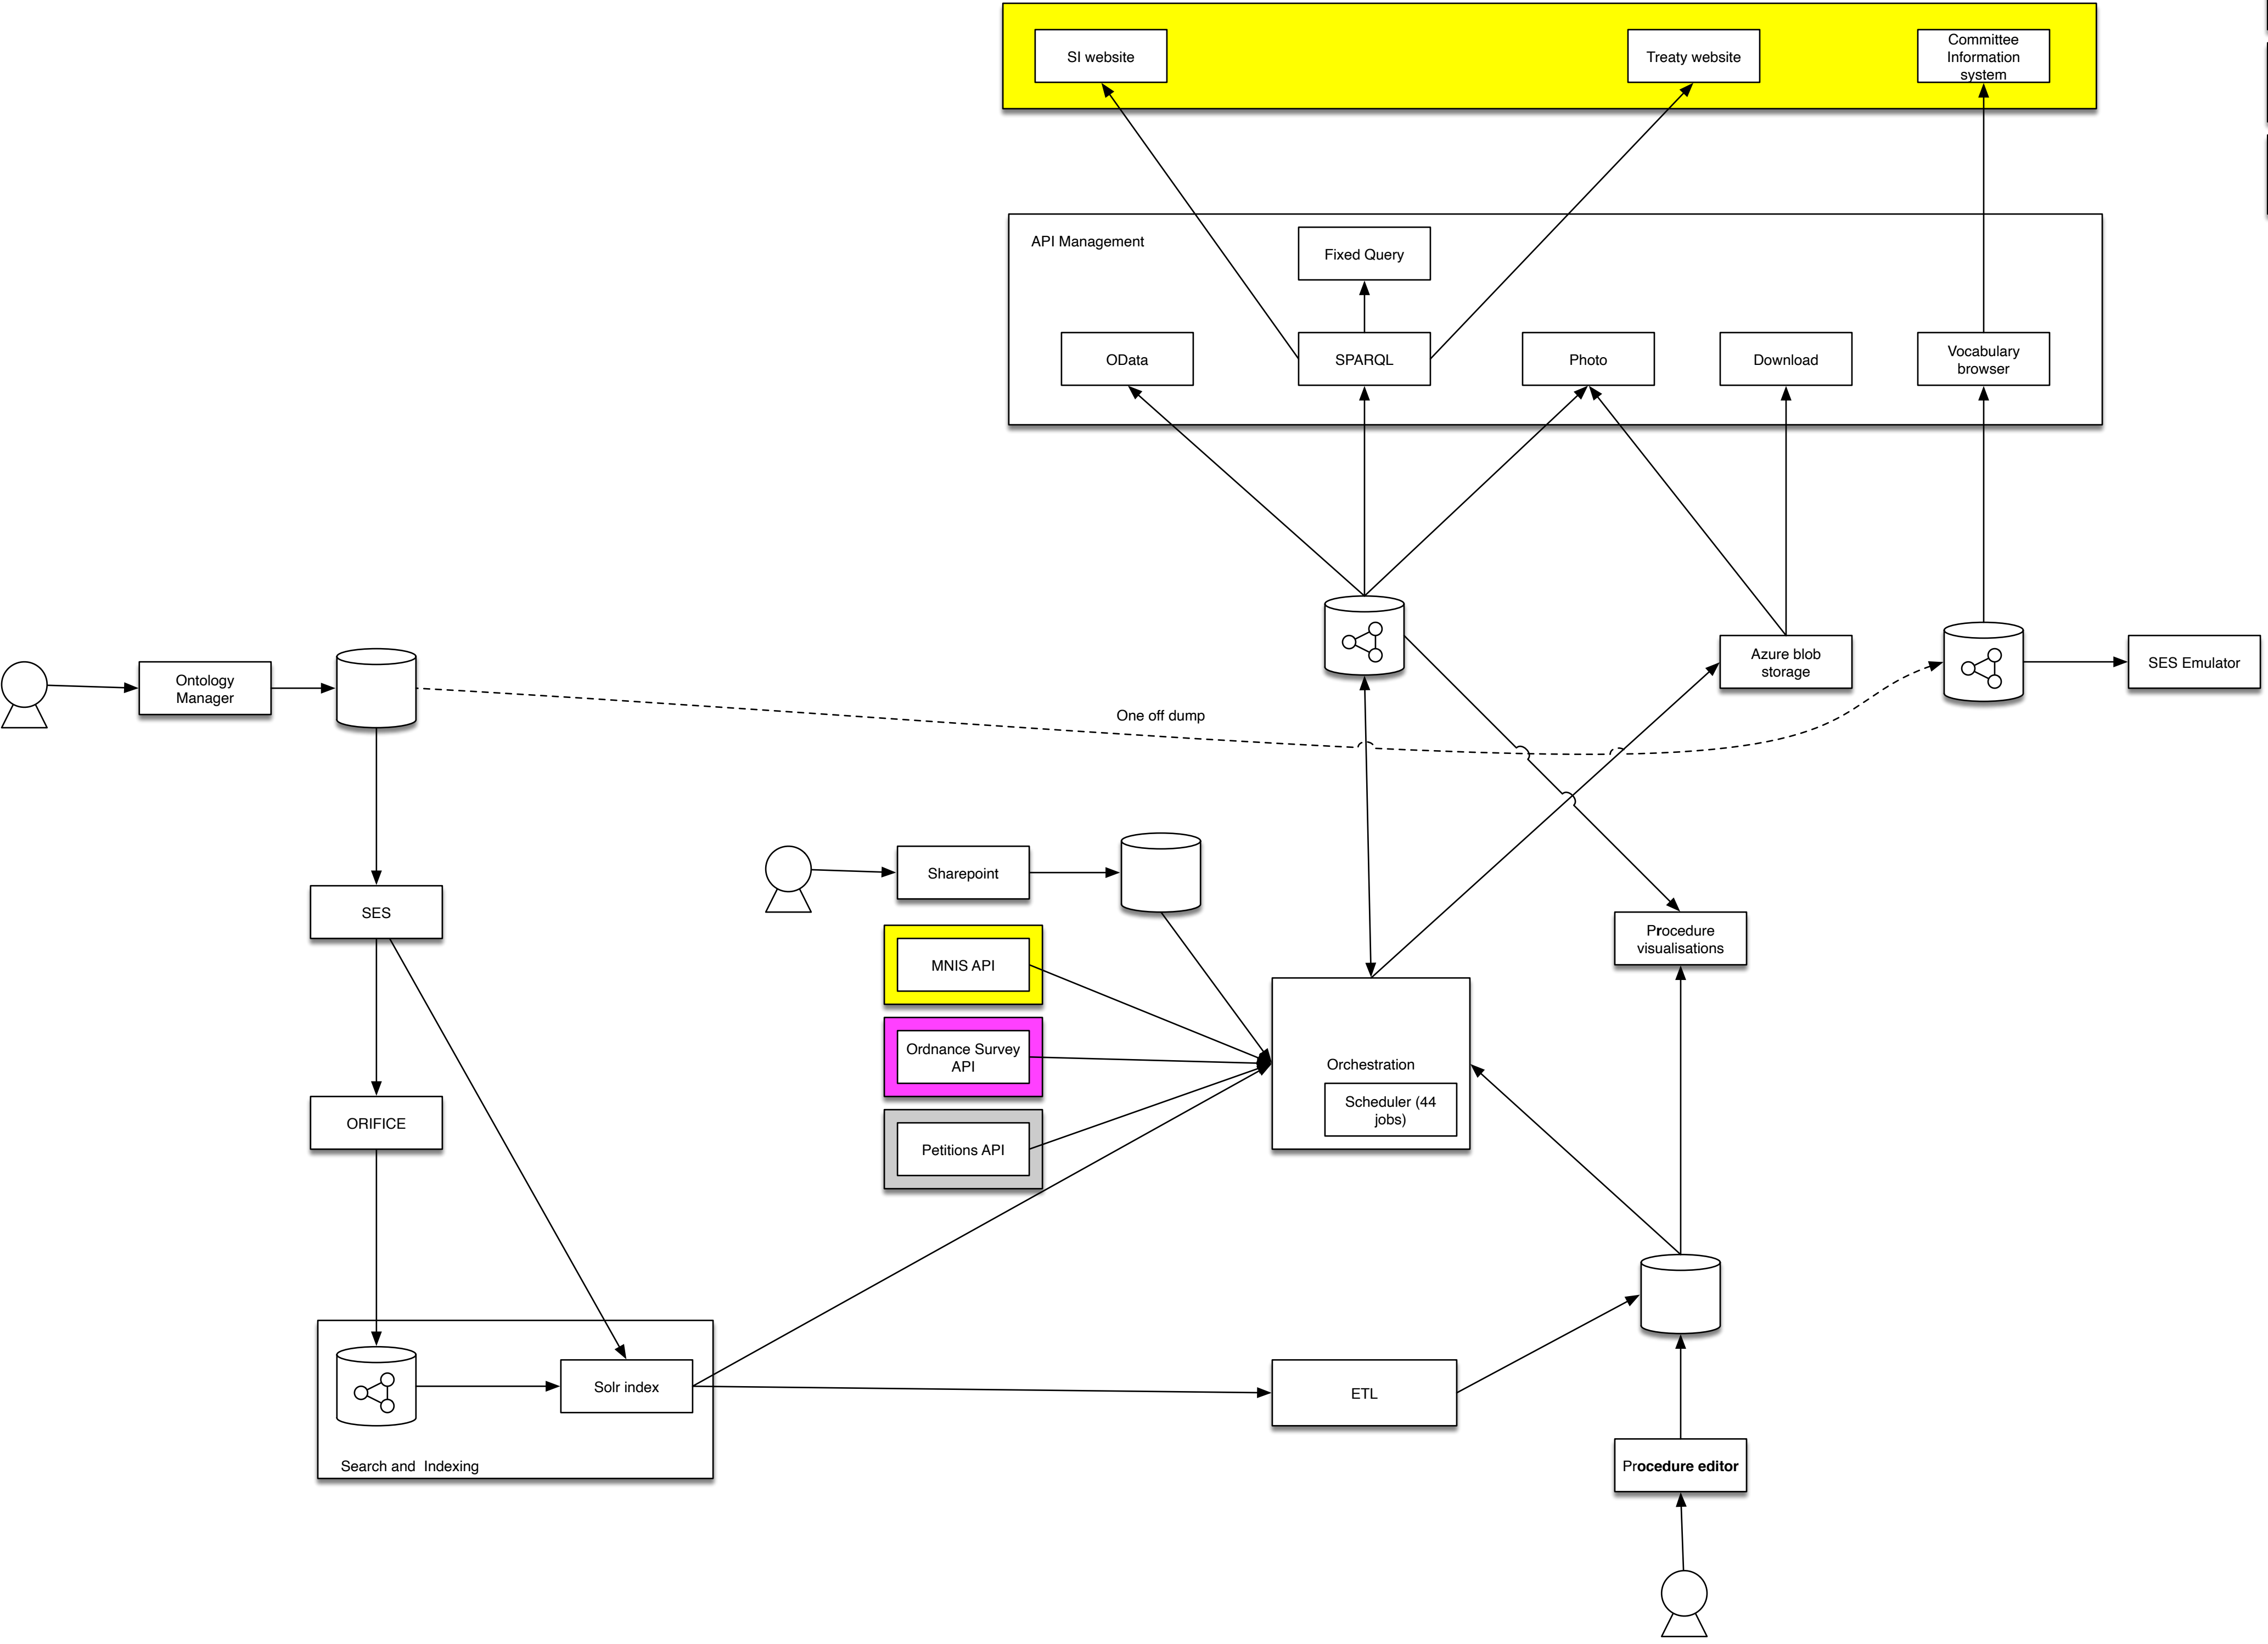 SI website
Treaty website
Committee
Information
system
API Management
Fixed Query
OData
SPARQL
Photo
Download
Vocabulary
browser
Ontology
Manager
One off dump
Azure blob
storage
SES Emulator
SES
Sharepoint
MNIS API
Ordnance Survey
API
Petitions API
Orchestration
Scheduler (44
jobs)
Procedure
visualisations
ORIFICE
Solr index
Search and  Indexing
ETL
Procedure editor